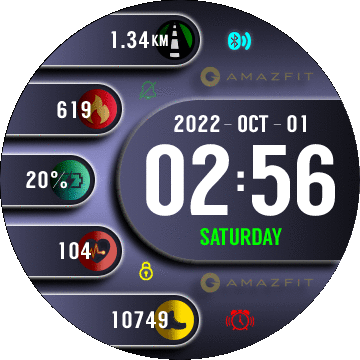 1.34KM
AMAZFIT
619
2022-OCT-01
02:56
20%
SATURDAY
104
AMAZFIT
10749